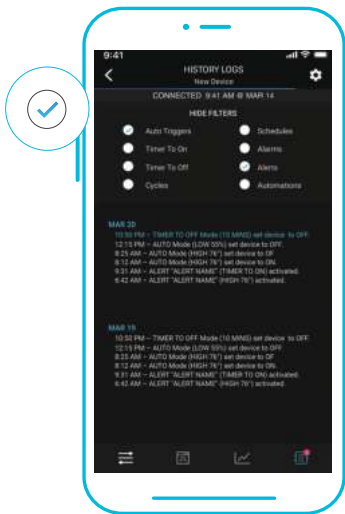 9:41
HISTORY LOGS
New Device
CONNECTED 9:41 AM @ MAR 14
HIDE FILTERS
Auto Triggers Schedules
Timer To On Alarms
Timer To Off Alerts
Cycles Automations
MAR 20
10:50 PM – TIMER TO OFF Mode (10 MINS) set device to OFF.
12:15 PM – AUTO Mode (LOW 55%) set device to OFF.
8:25 AM – AUTO Mode (HIGH 76°) set device to OF
8:12 AM – AUTO Mode (HIGH 76°) set device to ON.
9:31 AM – ALERT "ALERT NAME" (TIMER TO ON) activated.
6:42 AM – ALERT "ALERT NAME" (HIGH 76°) activated.
MAR 19
10:50 PM – TIMER TO OFF Mode (10 MINS) set device to OFF.
12:15 PM – AUTO Mode (LOW 55%) set device to OFF.
8:25 AM – AUTO Mode (HIGH 76°) set device to OF
8:12 AM – AUTO Mode (HIGH 76°) set device to ON.
9:31 AM – ALERT "ALERT NAME" (TIMER TO ON) activated.
6:42 AM – ALERT "ALERT NAME" (HIGH 76°) activated.